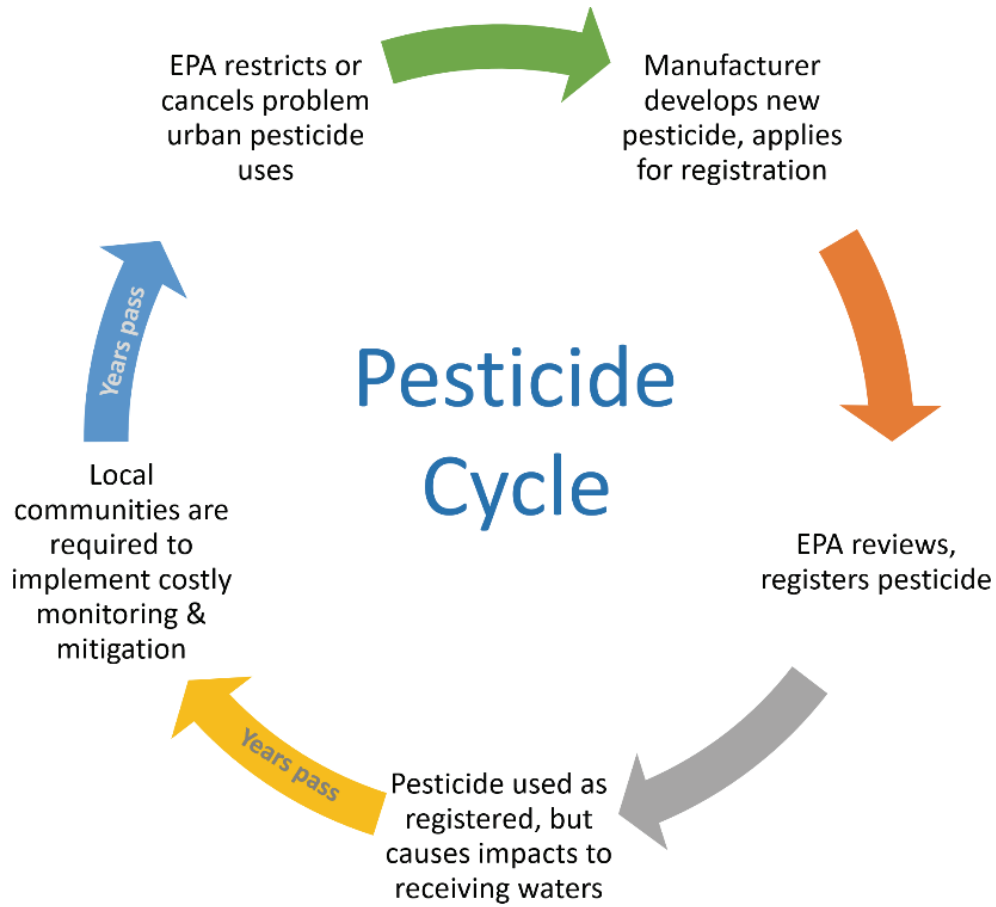 EPA restricts or
cancels problem
urban pesticide
uses
Manufacturer
develops new
pesticide, applies
for registration
Years pass
Pesticide
Cycle
Local
communities are
required to
implement costly
monitoring &
mitigation
EPA reviews,
registers pesticide
Years pass
Pesticide used as
registered, but
causes impacts to
receiving waters